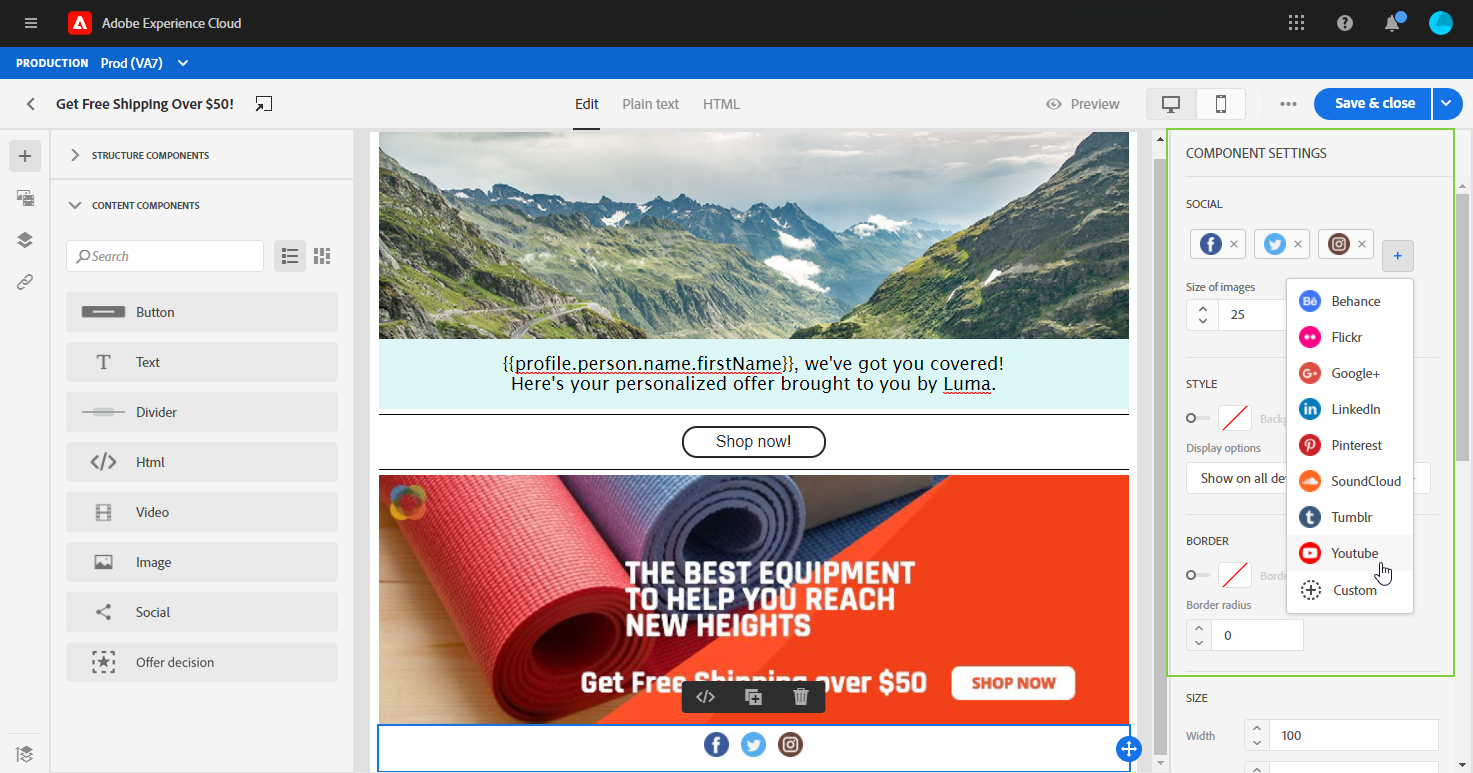 Adobe Experience Cloud
PRODUCTION Prod (VA7)
Get Free Shipping Over $50!
Edit Plain text HTML
Preview
Save & close
STRUCTURE COMPONENTS
CONTENT COMPONENTS
Search
Button
Text
Divider
Html
Video
Image
Social
Offer decision
{{profile.person.name.firstName}}, we've got you covered!
Here's your personalized offer brought to you by Luma.
Shop now!
THE BEST EQUIPMENT
TO HELP YOU REACH
NEW HEIGHTS
Get Free Shipping over $50
SHOP NOW
COMPONENT SETTINGS
SOCIAL
Size of images
25
Behance
Flickr
Google+
LinkedIn
Pinterest
SoundCloud
Tumblr
Youtube
Custom
STYLE
Backg
Display options
Show on all de
BORDER
Borde
Border radius
0
SIZE
Width
100